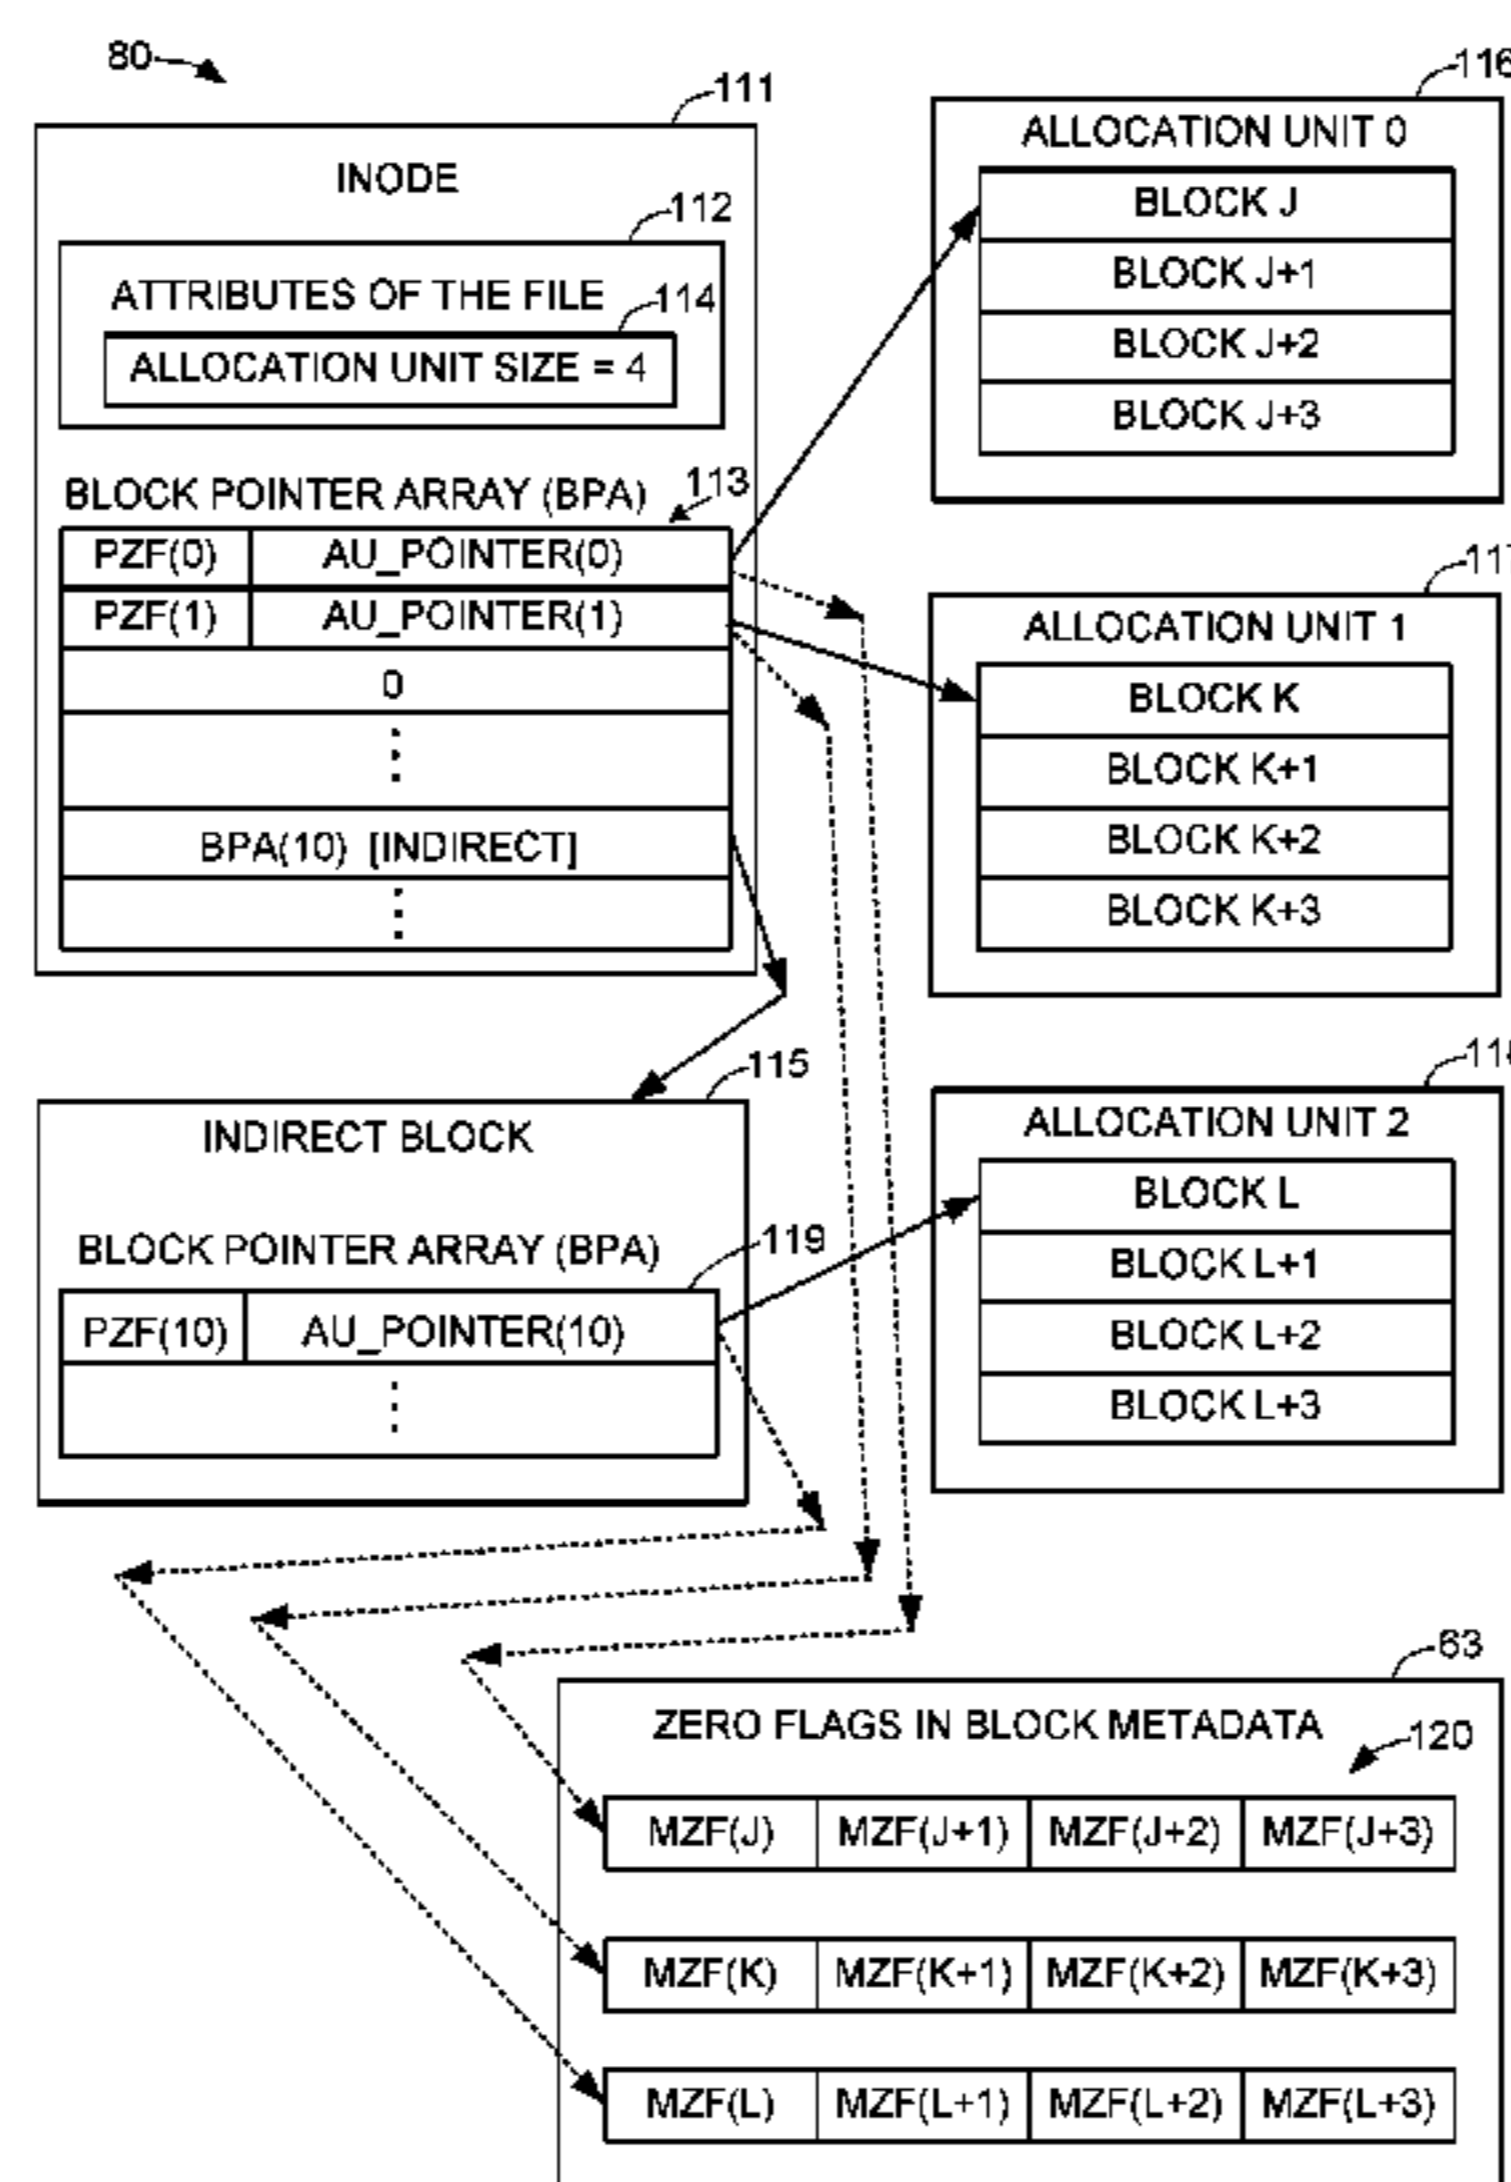 80
111
INODE
112
ATTRIBUTES OF THE FILE
114
ALLOCATION UNIT SIZE = 4
BLOCK POINTER ARRAY (BPA)
113
PZF(0) AU_POINTER(0)
PZF(1) AU_POINTER(1)
0
BPA(10) [INDIRECT]
115
INDIRECT BLOCK
BLOCK POINTER ARRAY (BPA)
119
PZF(10) AU_POINTER(10)
116
ALLOCATION UNIT 0
BLOCK J
BLOCK J+1
BLOCK J+2
BLOCK J+3
ALLOCATION UNIT 1
BLOCK K
BLOCK K+1
BLOCK K+2
BLOCK K+3
ALLOCATION UNIT 2
BLOCK L
BLOCK L+1
BLOCK L+2
BLOCK L+3
63
ZERO FLAGS IN BLOCK METADATA
120
MZF(J) MZF(J+1) MZF(J+2) MZF(J+3)
MZF(K) MZF(K+1) MZF(K+2) MZF(K+3)
MZF(L) MZF(L+1) MZF(L+2) MZF(L+3)